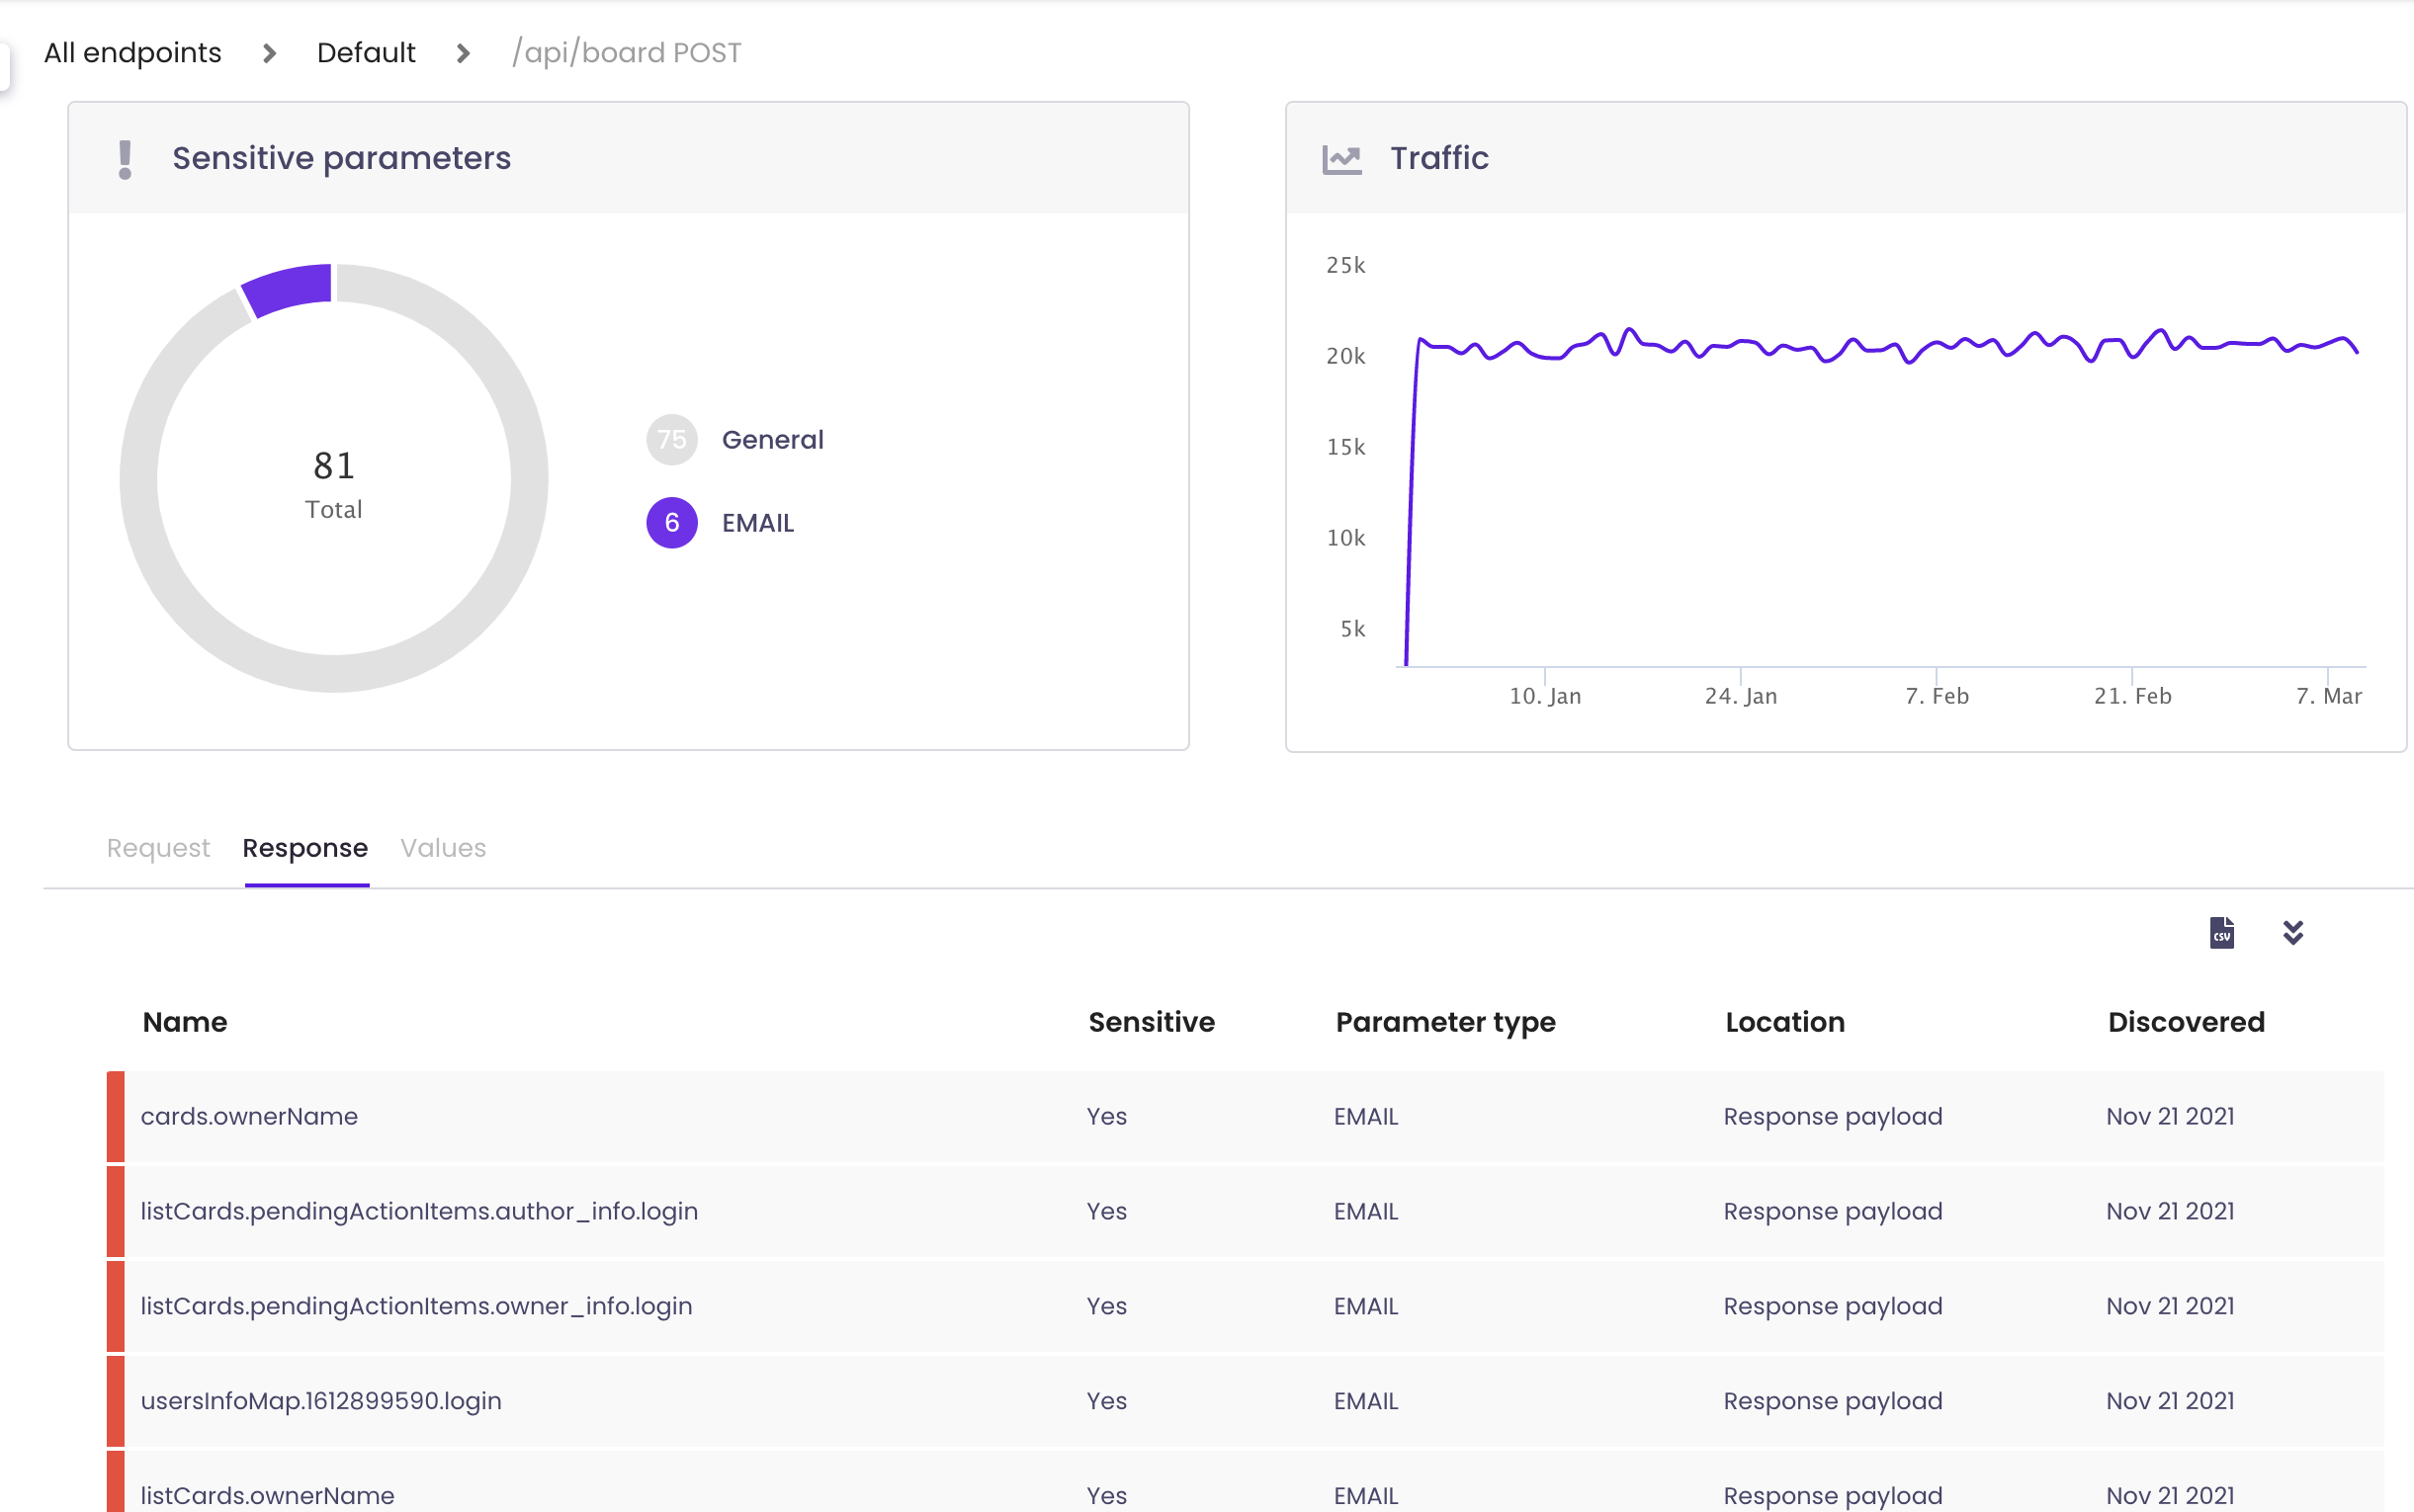 All endpoints > Default > /api/board POST
Sensitive parameters
81
Total
75 General
6 EMAIL
Traffic
25k
20k
15k
10k
5k
10. Jan 24. Jan 7. Feb 21. Feb 7. Mar
Request Response Values
CSV
Name Sensitive Parameter type Location Discovered
cards.ownerName Yes EMAIL Response payload Nov 21 2021
listCards.pendingActionItems.author_info.login Yes EMAIL Response payload Nov 21 2021
listCards.pendingActionItems.owner_info.login Yes EMAIL Response payload Nov 21 2021
usersInfoMap.1612899590.login Yes EMAIL Response payload Nov 21 2021
listCards.ownerName Yes EMAIL Response payload Nov 21 2021